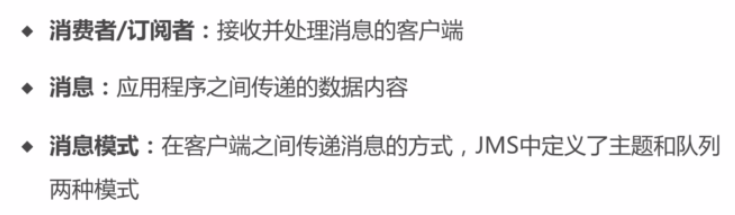 ◆ 消费者/订阅者：接收并处理消息的客户端
◆ 消息：应用程序之间传递的数据内容
◆ 消息模式：在客户端之间传递消息的方式，JMS中定义了主题和队列
两种模式